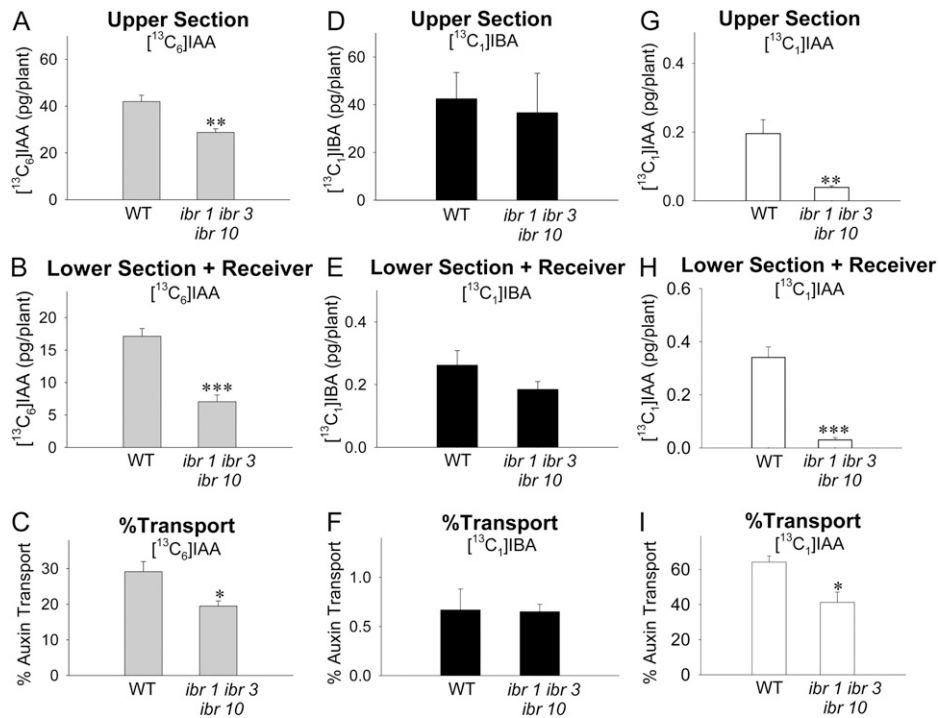 A
Upper Section
[¹³C₆]IAA
[¹³C₆]IAA (pg/plant)
60
40
20
0
**
WT
ibr 1 ibr 3
ibr 10
D
Upper Section
[¹³C₁]IBA
[¹³C₁]IBA (pg/plant)
60
40
20
0
WT
ibr 1 ibr 3
ibr 10
G
Upper Section
[¹³C₁]IAA
[¹³C₁]IAA (pg/plant)
0.4
0.2
0.0
**
WT
ibr 1 ibr 3
ibr 10
B
Lower Section + Receiver
[¹³C₆]IAA
[¹³C₆]IAA (pg/plant)
20
15
10
5
0
***
WT
ibr 1 ibr 3
ibr 10
E
Lower Section + Receiver
[¹³C₁]IBA
[¹³C₁]IBA (pg/plant)
0.4
0.2
0.0
WT
ibr 1 ibr 3
ibr 10
H
Lower Section + Receiver
[¹³C₁]IAA
[¹³C₁]IAA (pg/plant)
0.6
0.4
0.2
0.0
***
WT
ibr 1 ibr 3
ibr 10
C
%Transport
[¹³C₆]IAA
% Auxin Transport
30
20
10
0
*
WT
ibr 1 ibr 3
ibr 10
F
%Transport
[¹³C₁]IBA
% Auxin Transport
1.0
0.5
0.0
WT
ibr 1 ibr 3
ibr 10
I
%Transport
[¹³C₁]IAA
% Auxin Transport
60
40
20
0
*
WT
ibr 1 ibr 3
ibr 10